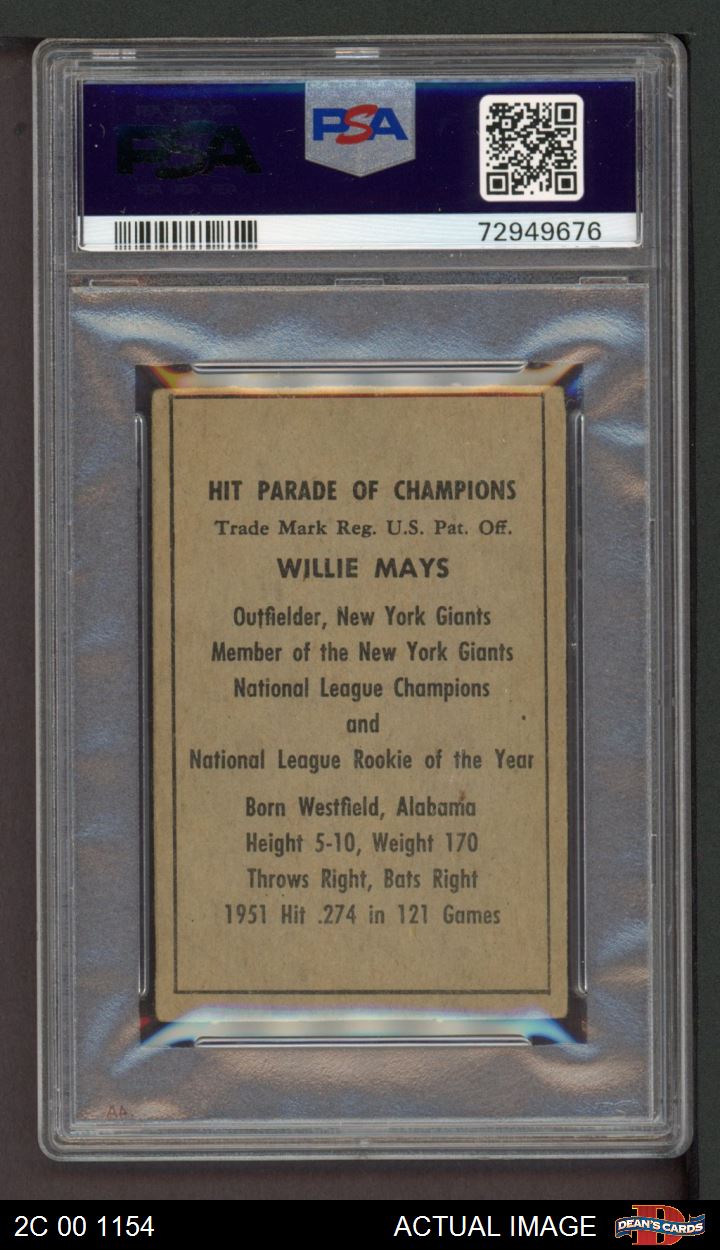 PSA
PSA
72949676
HIT PARADE OF CHAMPIONS
Trade Mark Reg. U.S. Pat. Off.
WILLIE MAYS
Outfielder, New York Giants
Member of the New York Giants
National League Champions
and
National League Rookie of the Year
Born Westfield, Alabama
Height 5-10, Weight 170
Throws Right, Bats Right
1951 Hit .274 in 121 Games
AA
2C 00 1154
ACTUAL IMAGE
DEAN'S CARDS